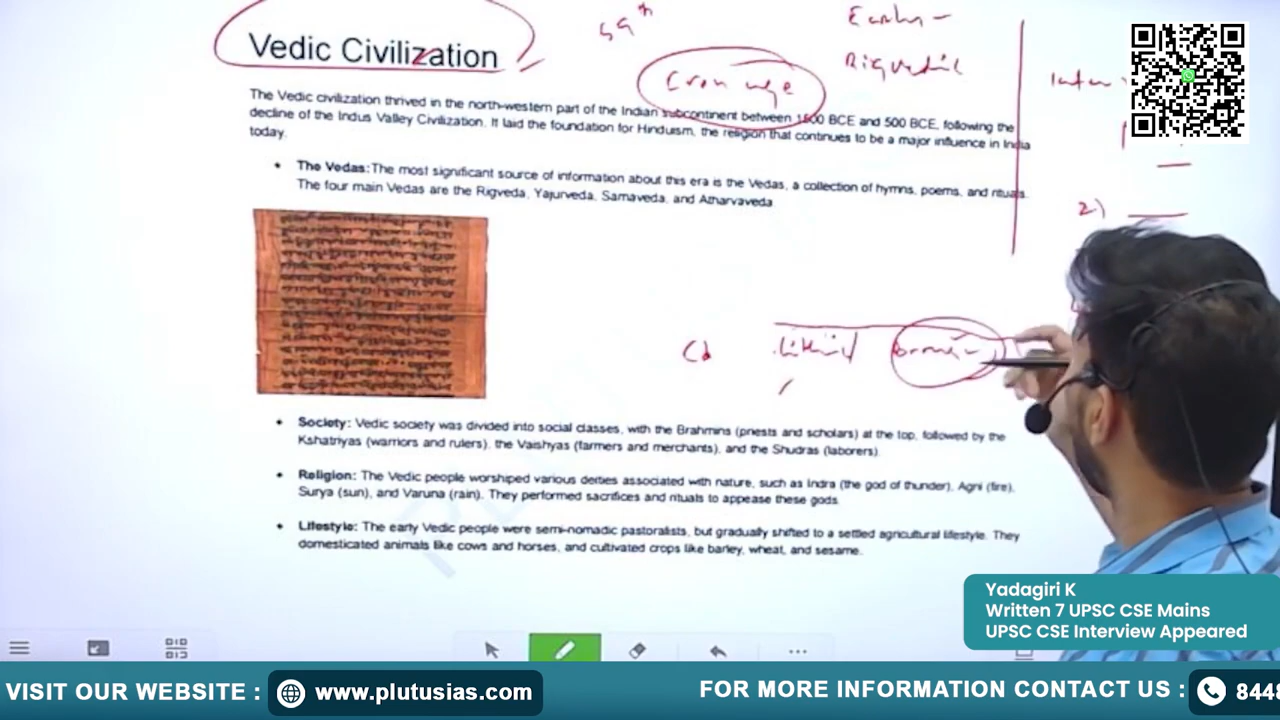 Vedic Civilization
Early -
Rigvedic
The Vedic civilization thrived in the north-western part of the Indian subcontinent between 1500 BCE and 500 BCE, following the
decline of the Indus Valley Civilization. It laid the foundation for Hinduism, the religion that continues to be a major influence in India
today.
• The Vedas: The most significant source of information about this era is the Vedas, a collection of hymns, poems, and rituals.
The four main Vedas are the Rigveda, Yajurveda, Samaveda, and Atharvaveda
2)
• Society: Vedic society was divided into social classes, with the Brahmins (priests and scholars) at the top, followed by the
Kshatriyas (warriors and rulers), the Vaishyas (farmers and merchants), and the Shudras (laborers).
• Religion: The Vedic people worshiped various deities associated with nature, such as Indra (the god of thunder), Agni (fire),
Surya (sun), and Varuna (rain). They performed sacrifices and rituals to appease these gods.
• Lifestyle: The early Vedic people were semi-nomadic pastoralists, but gradually shifted to a settled agricultural lifestyle. They
domesticated animals like cows and horses, and cultivated crops like barley, wheat, and sesame.
Yadagiri K
Written 7 UPSC CSE Mains
UPSC CSE Interview Appeared
VISIT OUR WEBSITE : www.plutusias.com
FOR MORE INFORMATION CONTACT US : 8448